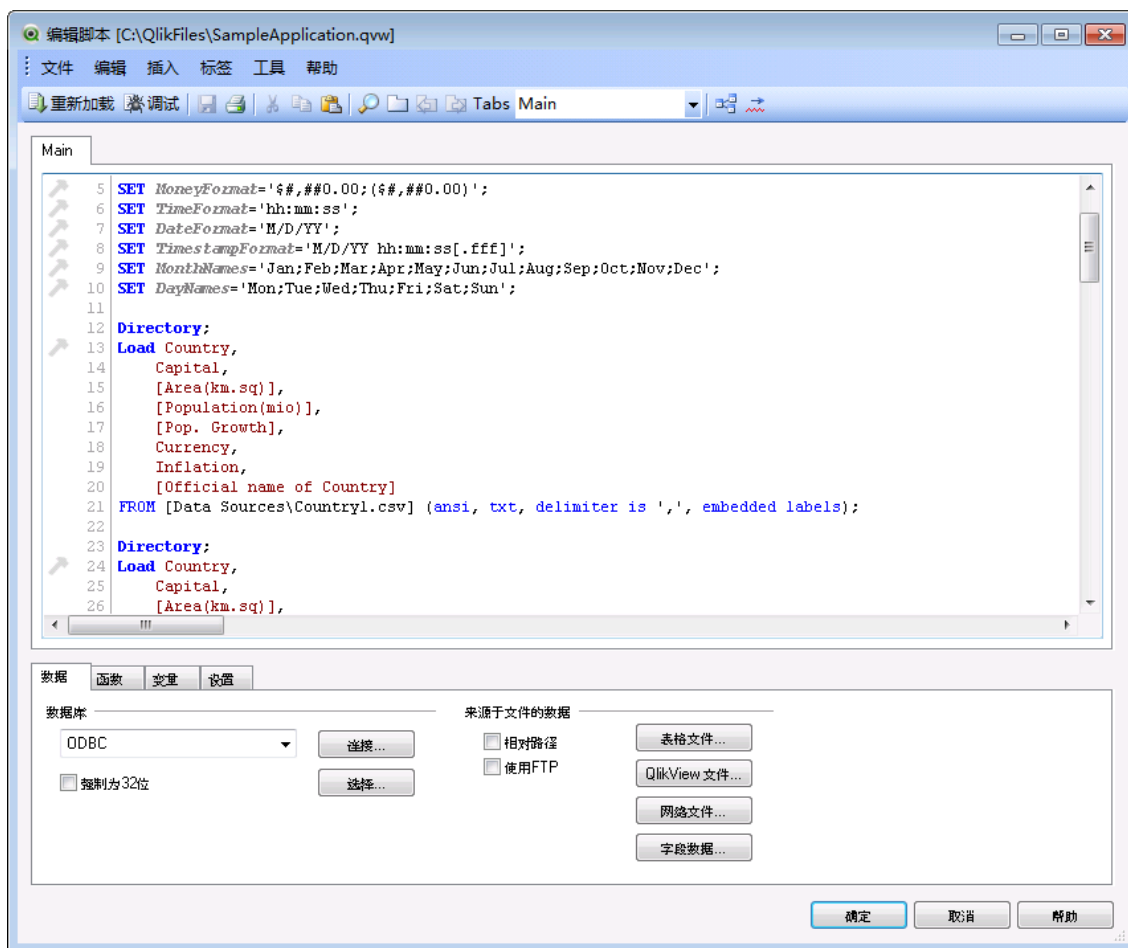 编辑脚本 [C:\QlikFiles\SampleApplication.qvw]
文件 编辑 插入 标签 工具 帮助
重新加载 调试 Tabs Main
Main
5 SET MoneyFormat='$#,##0.00;($#,##0.00)';
6 SET TimeFormat='hh:mm:ss';
7 SET DateFormat='M/D/YY';
8 SET TimestampFormat='M/D/YY hh:mm:ss[.fff]';
9 SET MonthNames='Jan;Feb;Mar;Apr;May;Jun;Jul;Aug;Sep;Oct;Nov;Dec';
10 SET DayNames='Mon;Tue;Wed;Thu;Fri;Sat;Sun';
11
12 Directory;
13 Load Country,
14 Capital,
15 [Area(km.sq)],
16 [Population(mio)],
17 [Pop. Growth],
18 Currency,
19 Inflation,
20 [Official name of Country]
21 FROM [Data Sources\Country1.csv] (ansi, txt, delimiter is ',', embedded labels);
22
23 Directory;
24 Load Country,
25 Capital,
26 [Area(km.sq)],
数据 函数 变量 设置
数据库 来源于文件的数据
ODBC 连接... 相对路径 表格文件...
强制为32位 选择... 使用FTP QlikView 文件...
网络文件...
字段数据...
确定 取消 帮助